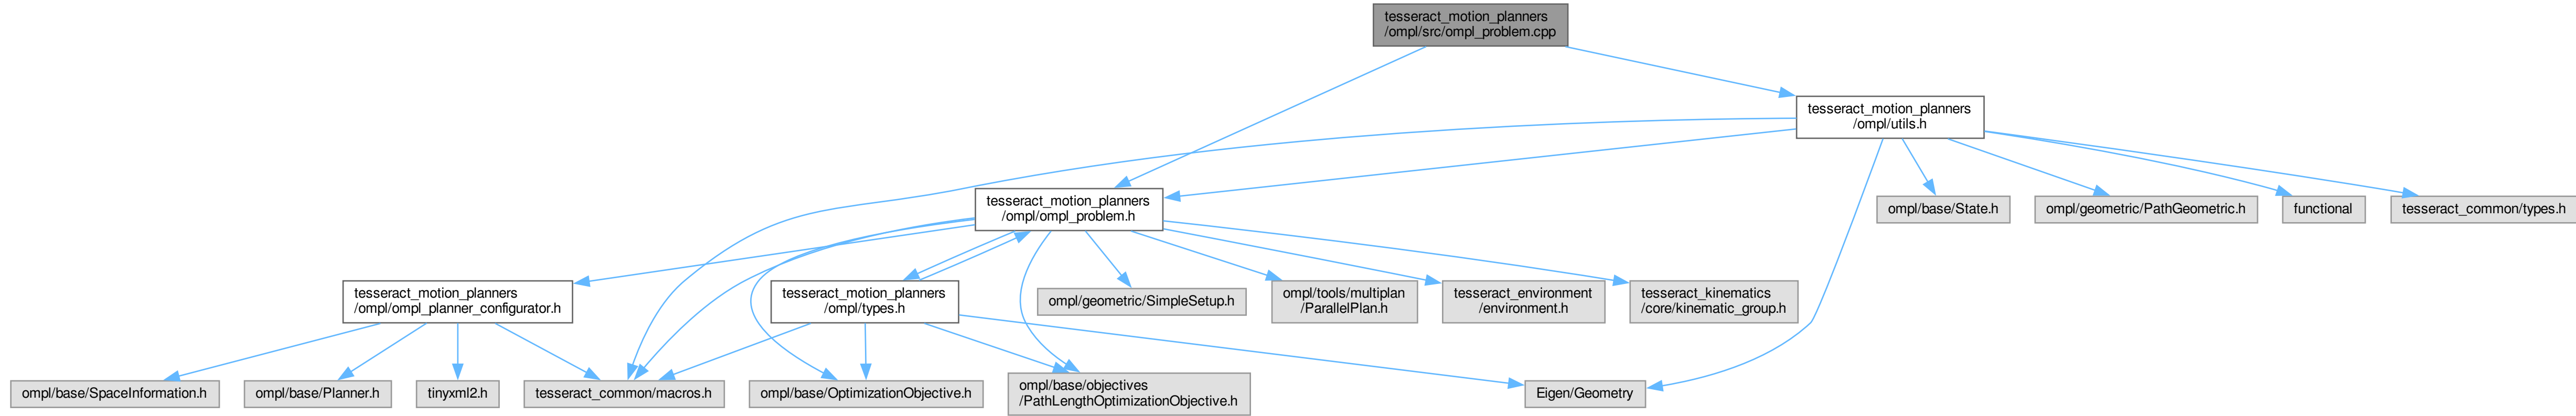 tesseract_motion_planners
/ompl/src/ompl_problem.cpp
tesseract_motion_planners
/ompl/utils.h
tesseract_motion_planners
/ompl/ompl_problem.h
ompl/base/State.h
ompl/geometric/PathGeometric.h
functional
tesseract_common/types.h
tesseract_motion_planners
/ompl/ompl_planner_configurator.h
tesseract_motion_planners
/ompl/types.h
ompl/geometric/SimpleSetup.h
ompl/tools/multiplan
/ParallelPlan.h
tesseract_environment
/environment.h
tesseract_kinematics
/core/kinematic_group.h
ompl/base/SpaceInformation.h
ompl/base/Planner.h
tinyxml2.h
tesseract_common/macros.h
ompl/base/OptimizationObjective.h
ompl/base/objectives
/PathLengthOptimizationObjective.h
Eigen/Geometry